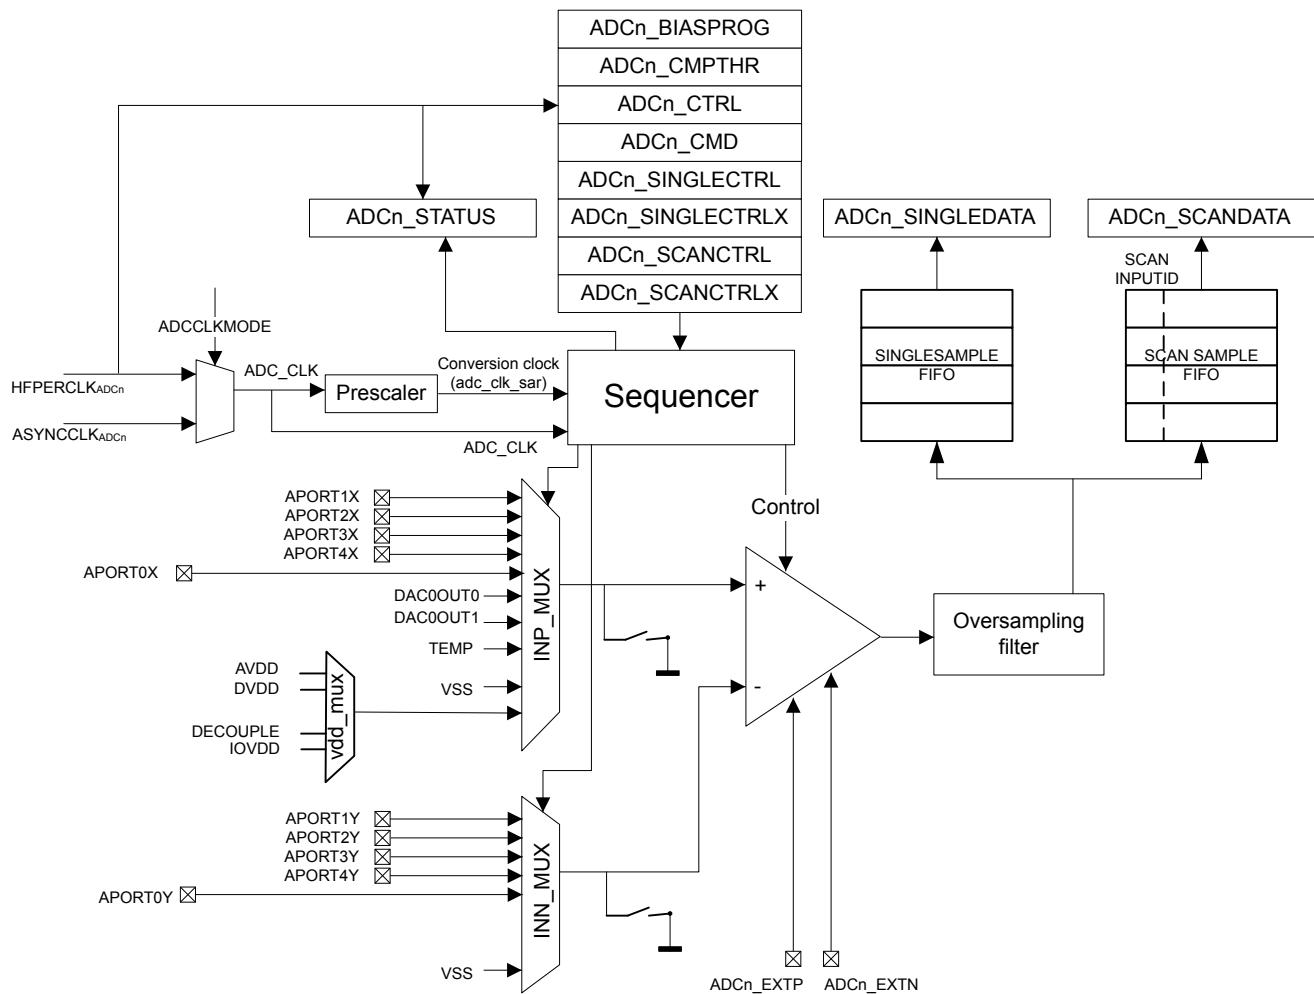 ADCn_BIASPROG
ADCn_CMPTHR
ADCn_CTRL
ADCn_CMD
ADCn_SINGLECTRL
ADCn_SINGLECTRLX
ADCn_SCANCTRL
ADCn_SCANCTRLX
ADCn_STATUS
ADCn_SINGLEDATA
ADCn_SCANDATA
SCAN
INPUTID
SINGLESAMPLE
FIFO
SCAN SAMPLE
FIFO
ADCCLKMODE
HFPERCLKADCn
ASYNCCLKADCn
ADC_CLK
Prescaler
Conversion clock
(adc_clk_sar)
Sequencer
ADC_CLK
Control
APORT1X
APORT2X
APORT3X
APORT4X
APORT0X
DAC0OUT0
DAC0OUT1
TEMP
VSS
INP_MUX
AVDD
DVDD
DECOUPLE
IOVDD
vdd_mux
+
-
Oversampling
filter
APORT1Y
APORT2Y
APORT3Y
APORT4Y
APORT0Y
VSS
INN_MUX
ADCn_EXTP
ADCn_EXTN